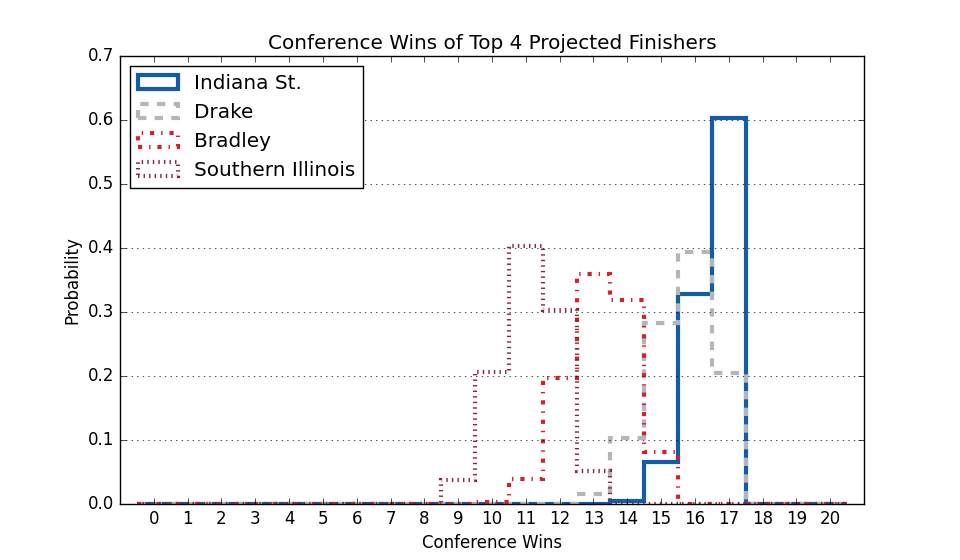 Conference Wins of Top 4 Projected Finishers
0.7
0.6
0.5
0.4
0.3
0.2
0.1
0.0
Probability
Indiana St.
Drake
Bradley
Southern Illinois
0 1 2 3 4 5 6 7 8 9 10 11 12 13 14 15 16 17 18 19 20
Conference Wins